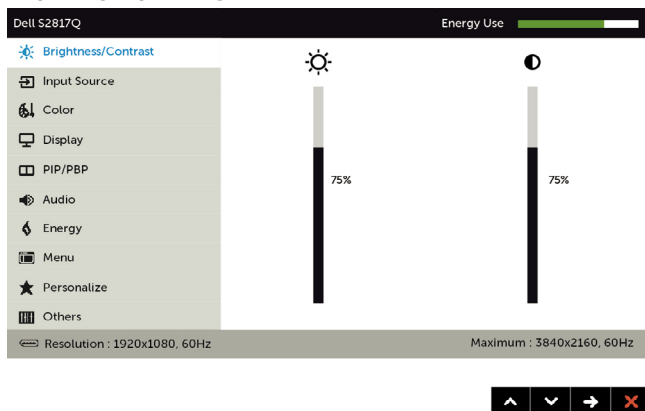 Dell S2817Q Energy Use
Brightness/Contrast
Input Source
Color
Display
PIP/PBP
75% 75%
Audio
Energy
Menu
Personalize
Others
Resolution : 1920x1080, 60Hz Maximum : 3840x2160, 60Hz